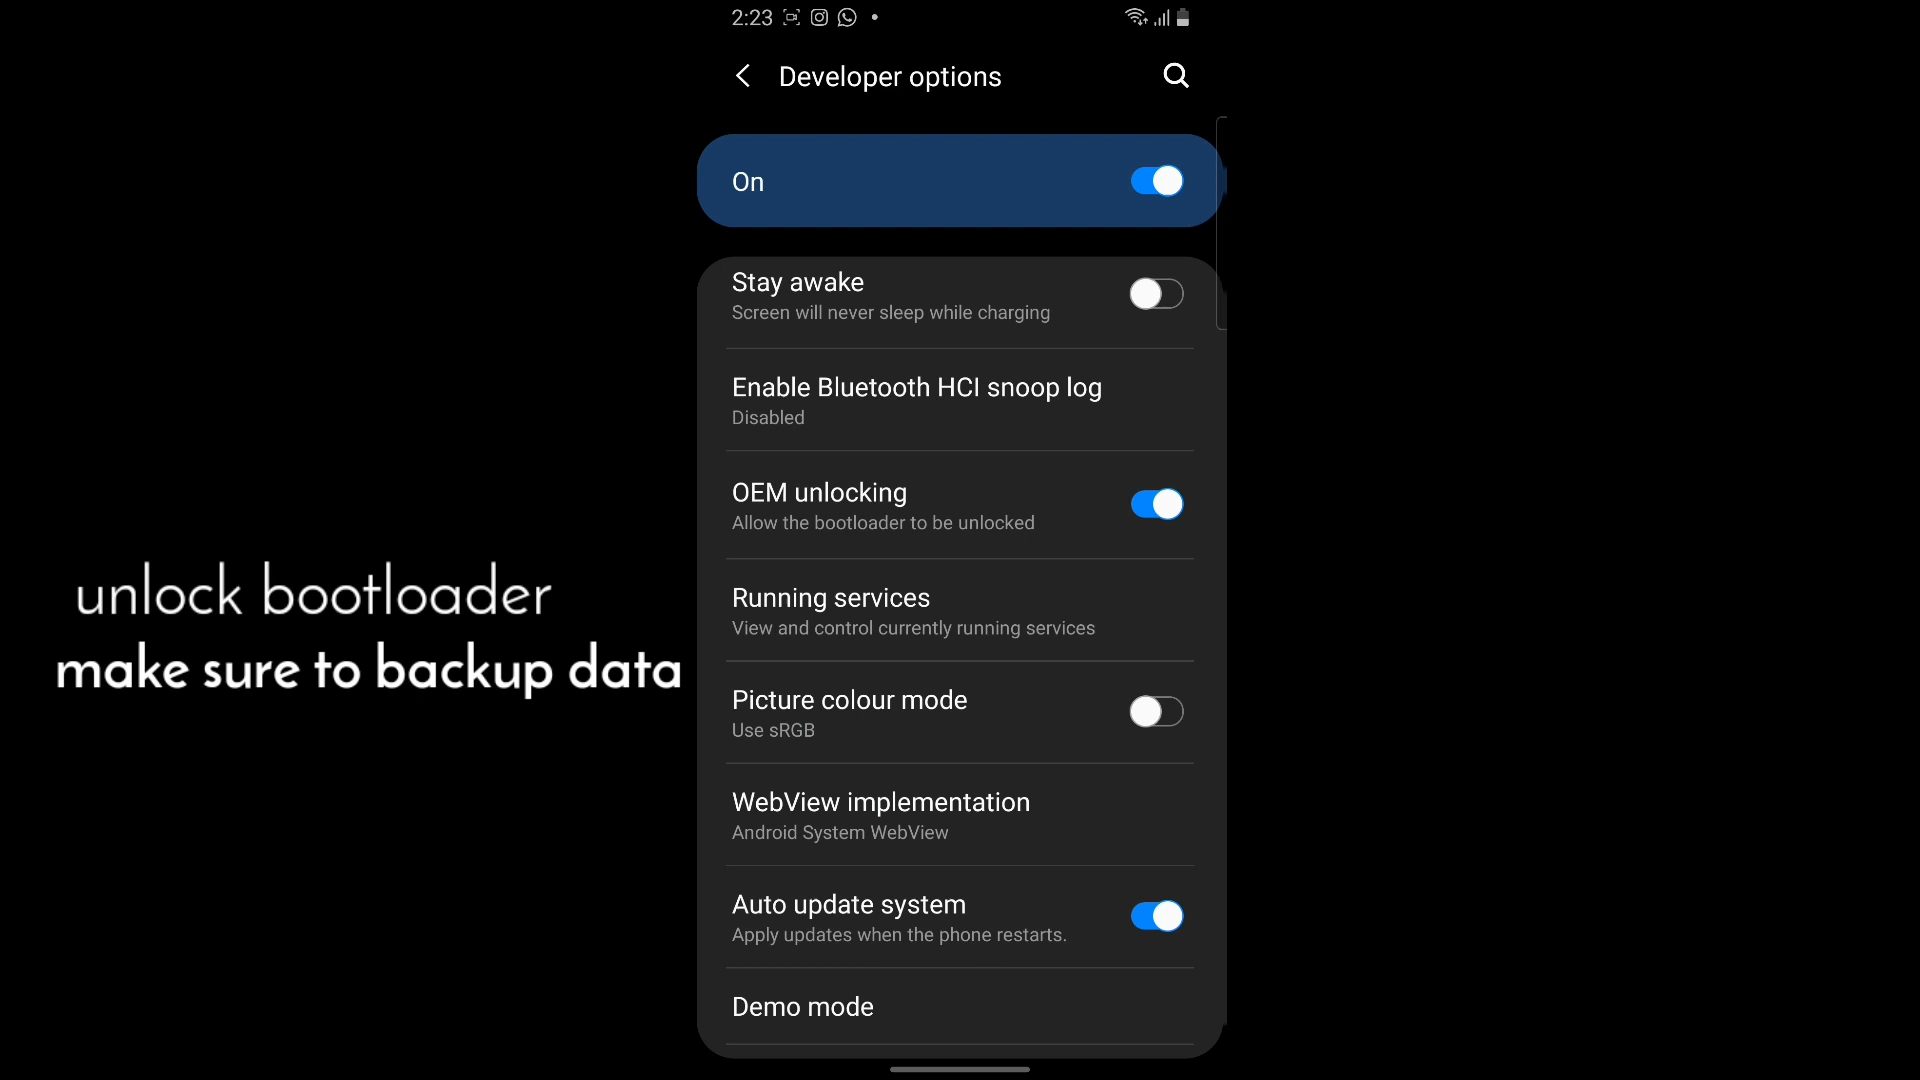 2:23
Developer options
On
Stay awake
Screen will never sleep while charging
Enable Bluetooth HCI snoop log
Disabled
OEM unlocking
Allow the bootloader to be unlocked
Running services
View and control currently running services
Picture colour mode
Use sRGB
WebView implementation
Android System WebView
Auto update system
Apply updates when the phone restarts.
Demo mode
unlock bootloader
make sure to backup data